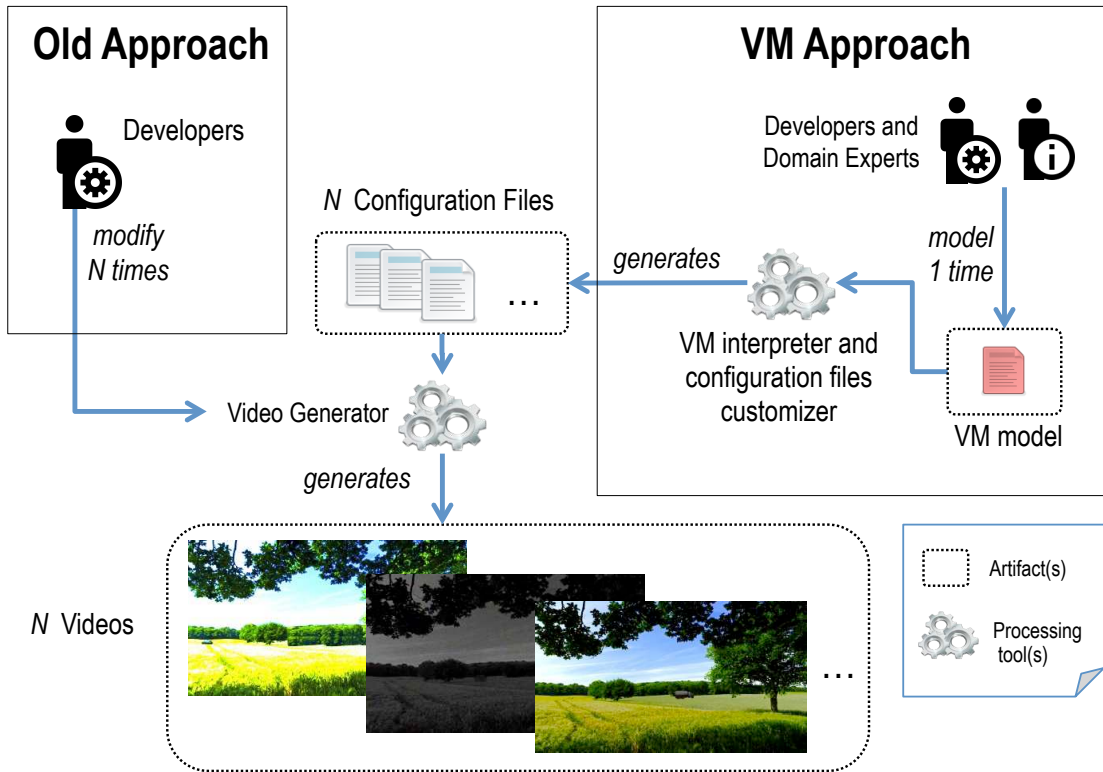 Old Approach
Developers
modify
N times
VM Approach
Developers and
Domain Experts
model
1 time
N Configuration Files
...
generates
VM interpreter and
configuration files
customizer
VM model
Video Generator
generates
N Videos
...
Artifact(s)
Processing
tool(s)